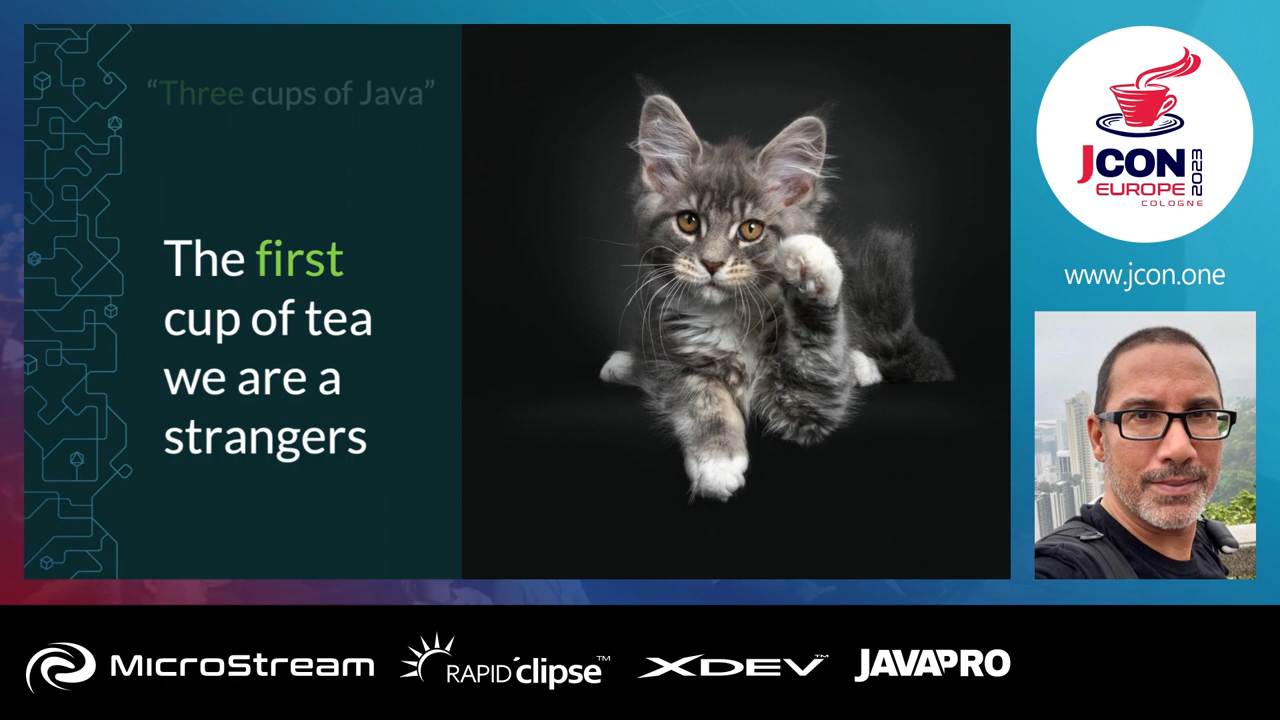 “Three cups of Java”
The first
cup of tea
we are a
strangers
JCON
EUROPE
2023
COLOGNE
www.jcon.one
MICROSTREAM
RAPID'clipse™
XDEV™
JAVAPRO